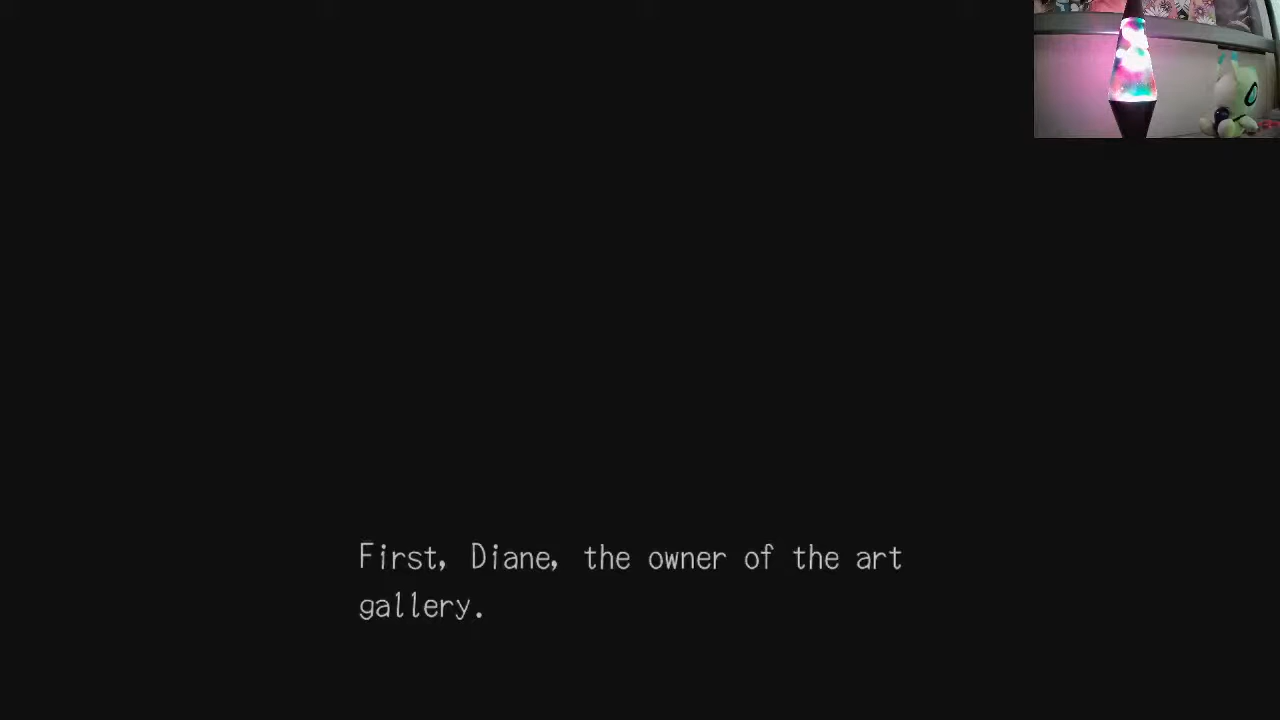 First, Diane, the owner of the art
gallery.